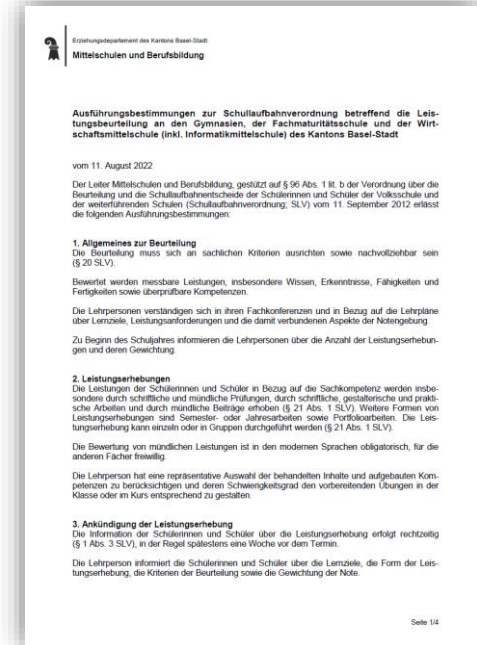 Erziehungsdepartement des Kantons Basel-Stadt
Mittelschulen und Berufsbildung
Ausführungsbestimmungen zur Schullaufbahnverordnung betreffend die Leis-
tungsbeurteilung an den Gymnasien, der Fachmaturitätsschule und der Wirt-
schaftsmittelschule (inkl. Informatikmittelschule) des Kantons Basel-Stadt
vom 11. August 2022
Der Leiter Mittelschulen und Berufsbildung, gestützt auf § 96 Abs. 1 lit. b der Verordnung über die
Beurteilung und die Schullaufbahnentscheide der Schülerinnen und Schüler der Volksschule und
der weiterführenden Schulen (Schullaufbahnverordnung; SLV) vom 11. September 2012 erlässt
die folgenden Ausführungsbestimmungen:
1. Allgemeines zur Beurteilung
Die Beurteilung muss sich an sachlichen Kriterien ausrichten sowie nachvollziehbar sein
(§ 20 SLV).
Bewertet werden messbare Leistungen, insbesondere Wissen, Erkenntnisse, Fähigkeiten und
Fertigkeiten sowie überprüfbare Kompetenzen.
Die Lehrpersonen verständigen sich in ihren Fachkonferenzen und in Bezug auf die Lehrpläne
über Lernziele, Leistungsanforderungen und die damit verbundenen Aspekte der Notengebung.
Zu Beginn des Schuljahres informieren die Lehrpersonen über die Anzahl der Leistungserhebun-
gen und deren Gewichtung.
2. Leistungserhebungen
Die Leistungen der Schülerinnen und Schüler in Bezug auf die Sachkompetenz werden insbe-
sondere durch schriftliche und mündliche Prüfungen, durch schriftliche, gestalterische und prakti-
sche Arbeiten und durch mündliche Beiträge erhoben (§ 21 Abs. 1 SLV). Weitere Formen von
Leistungserhebungen sind Semester- oder Jahresarbeiten sowie Portfolioarbeiten. Die Leis-
tungserhebung kann einzeln oder in Gruppen durchgeführt werden (§ 21 Abs. 1 SLV).
Die Bewertung von mündlichen Leistungen ist in den modernen Sprachen obligatorisch, für die
anderen Fächer freiwillig.
Die Lehrperson hat eine repräsentative Auswahl der behandelten Inhalte und aufgebauten Kom-
petenzen zu berücksichtigen und deren Schwierigkeitsgrad den vorbereitenden Übungen in der
Klasse oder im Kurs entsprechend zu gestalten.
3. Ankündigung der Leistungserhebung
Die Information der Schülerinnen und Schüler über die Leistungserhebung erfolgt rechtzeitig
(§ 1 Abs. 3 SLV), in der Regel spätestens eine Woche vor dem Termin.
Die Lehrperson informiert die Schülerinnen und Schüler über die Lernziele, die Form der Leis-
tungserhebung, die Kriterien der Beurteilung sowie die Gewichtung der Note.
Seite 1/4